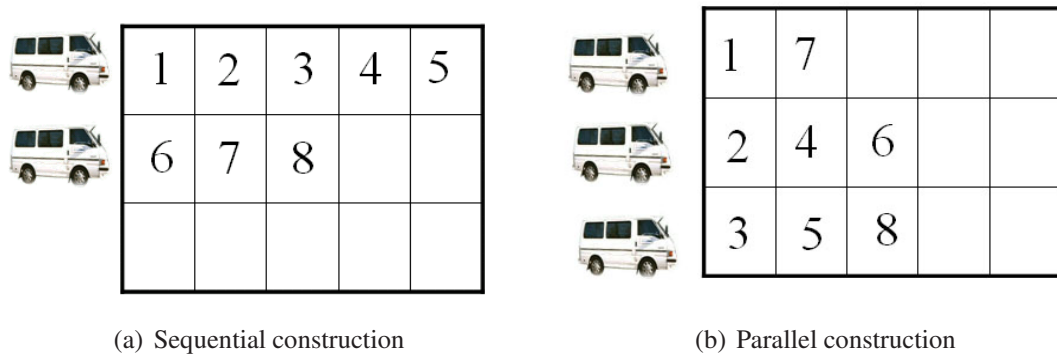 1 2 3 4 5
6 7 8
1 7
2 4 6
3 5 8
(a) Sequential construction
(b) Parallel construction